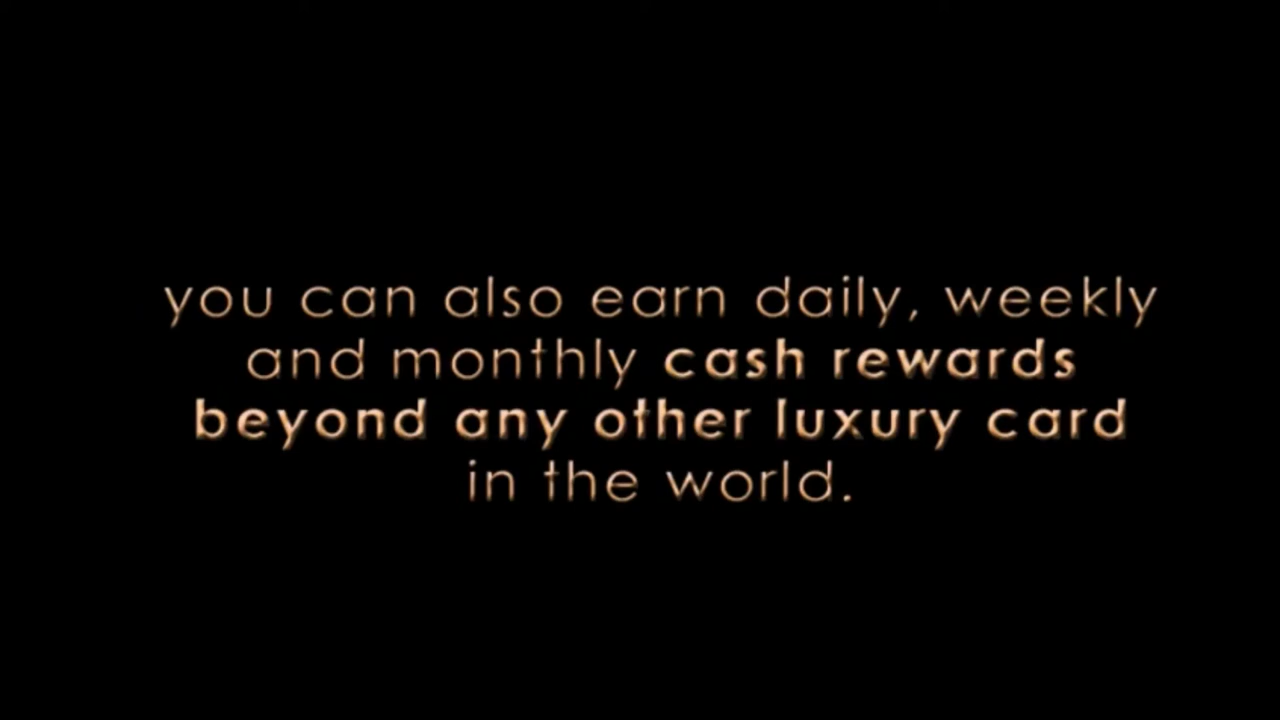 you can also earn daily, weekly
and monthly cash rewards
beyond any other luxury card
in the world.